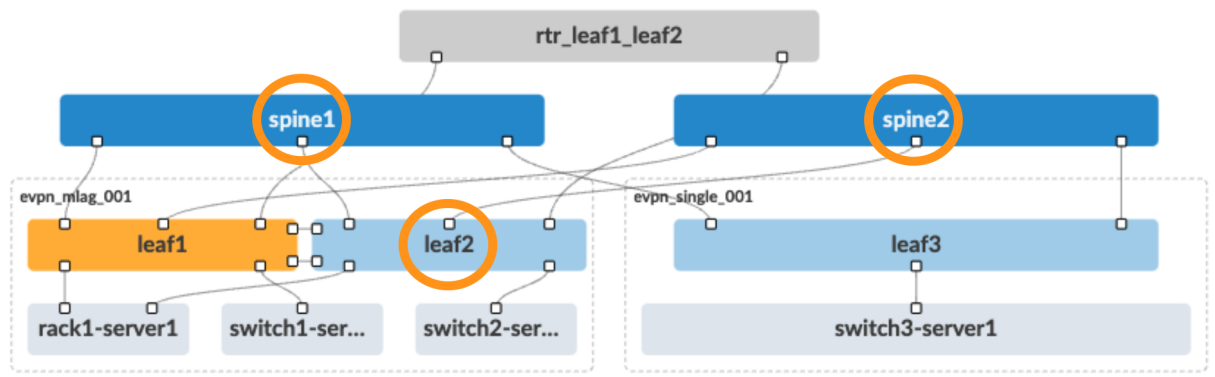 rtr_leaf1_leaf2
spine1
spine2
evpn_mlag_001
evpn_single_001
leaf1
leaf2
leaf3
rack1-server1
switch1-ser...
switch2-ser...
switch3-server1